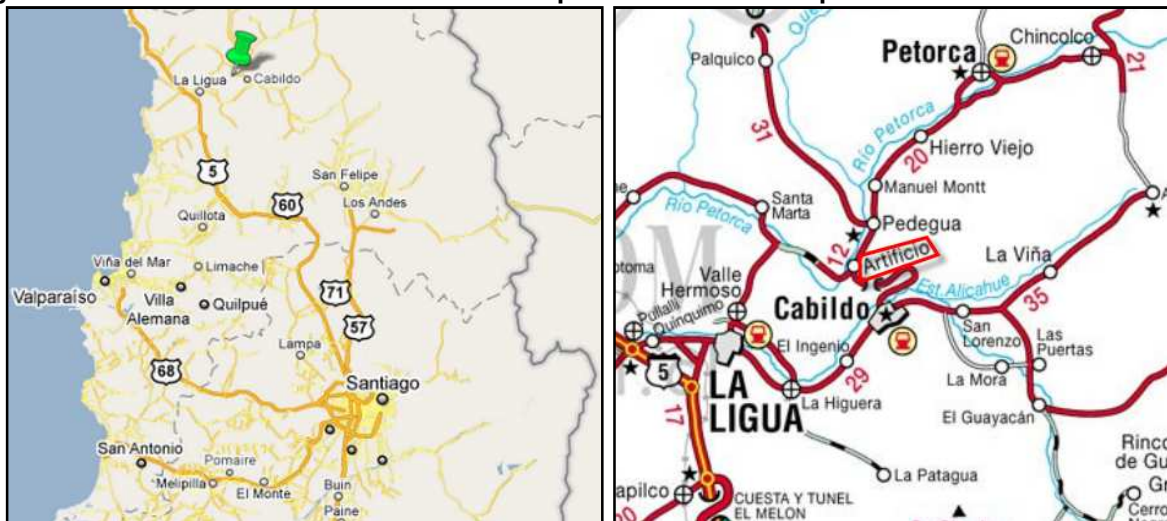 La Ligua
Cabildo
5
San Felipe
60
Los Andes
Quillota
Viña del Mar
Limache
Valparaíso
Villa
Alemana
Quilpué
71
57
Lampa
68
Santiago
San Antonio
Pomaire
Melipilla
El Monte
Buin
Paine
Palquico
Petorca
Chincolco
21
31
Río Petorca
20
Hierro Viejo
Manuel Montt
Santa
Marta
Río Petorca
Pedegua
12
Artificio
Valle
Hermoso
Est. Alicahue
La Viña
Cabildo
35
Pullalli
Quinquimo
El Ingenio
San
Lorenzo
Las
Puertas
5
29
La Mora
LA
LIGUA
17
La Higuera
El Guayacán
La Patagua
CUESTA Y TUNEL
EL MELON